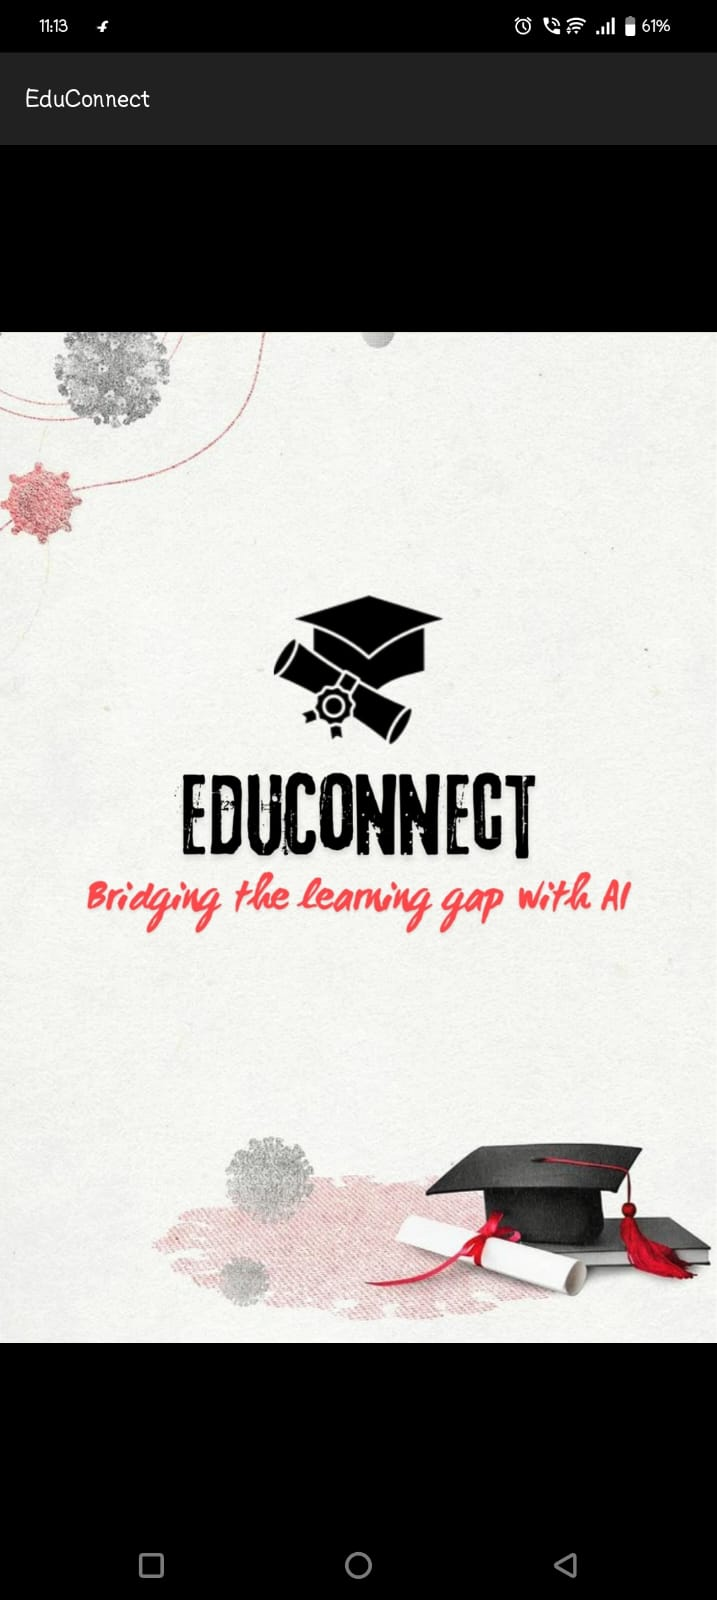 11:13
61%
EduConnect
EDUCONNECT
Bridging the learning gap with AI